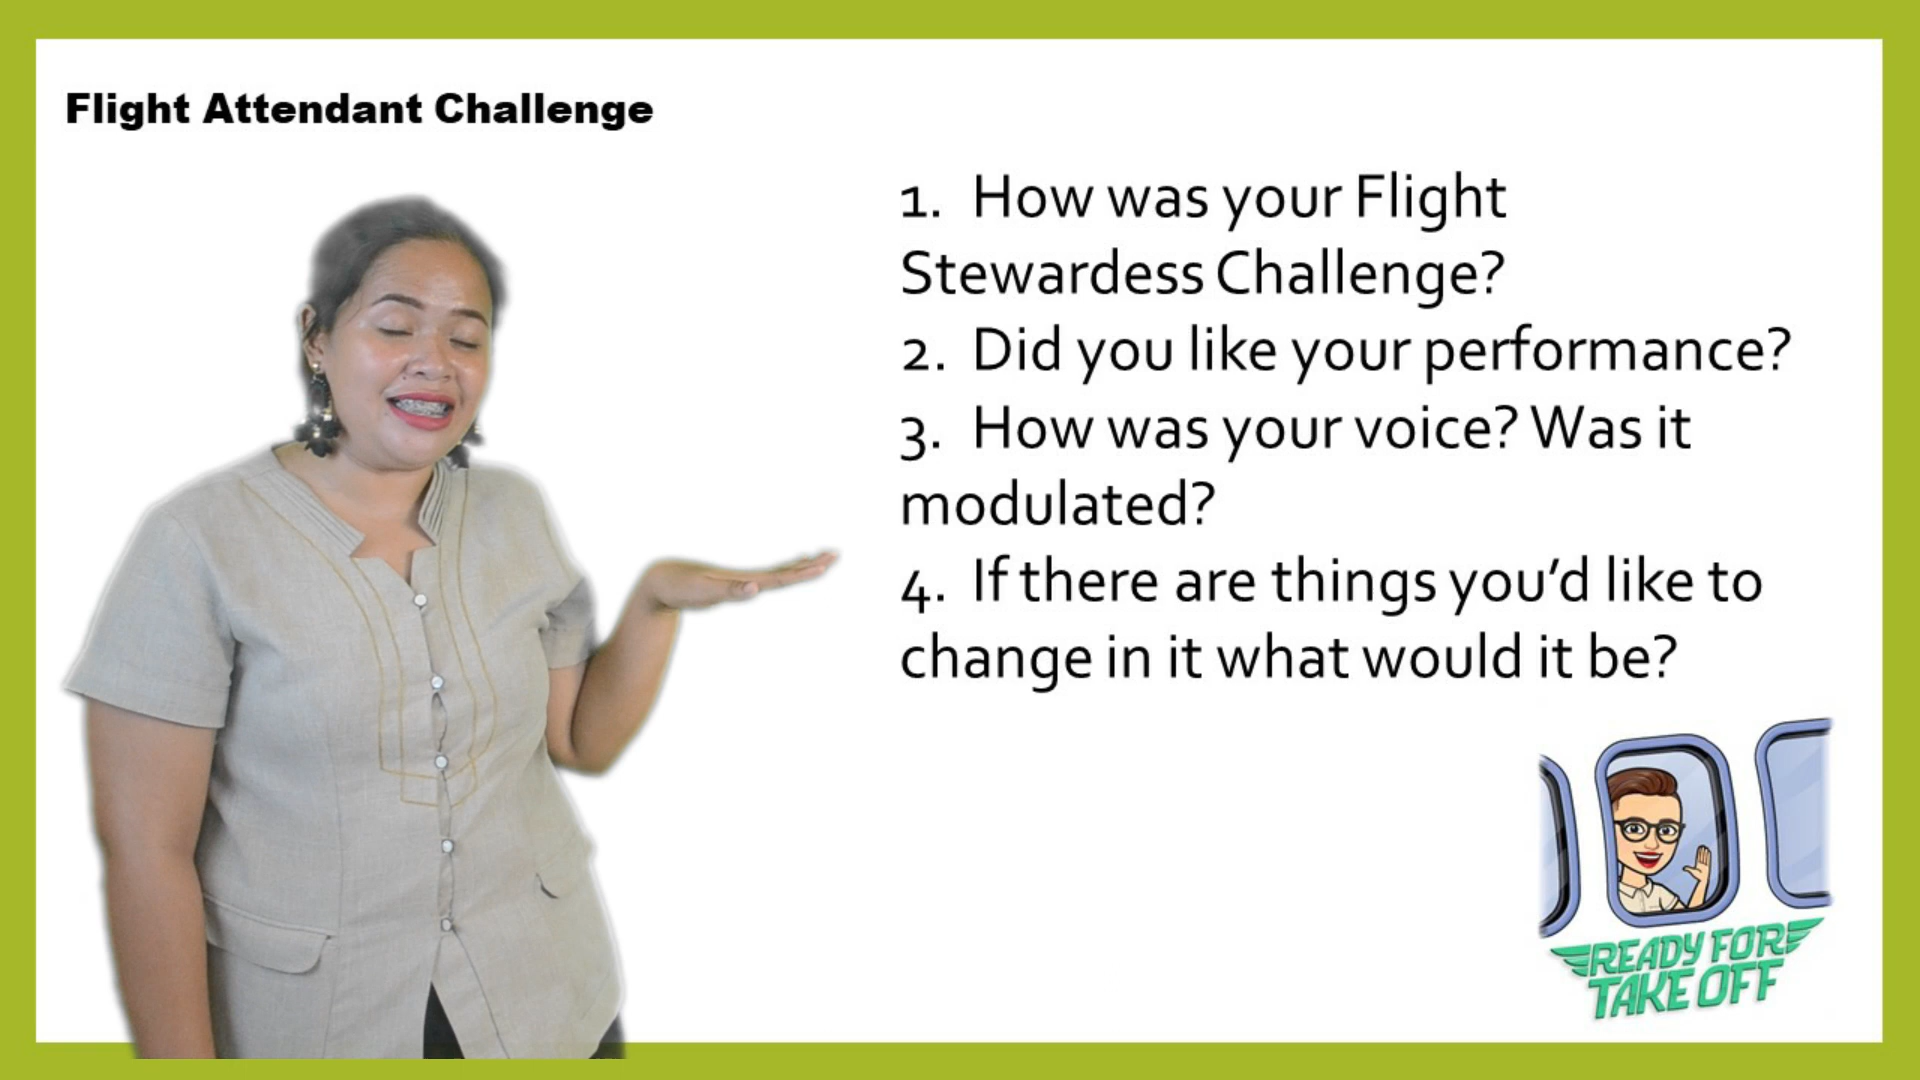 Flight Attendant Challenge
1. How was your Flight
Stewardess Challenge?
2. Did you like your performance?
3. How was your voice? Was it
modulated?
4. If there are things you’d like to
change in it what would it be?
READY FOR
TAKE OFF